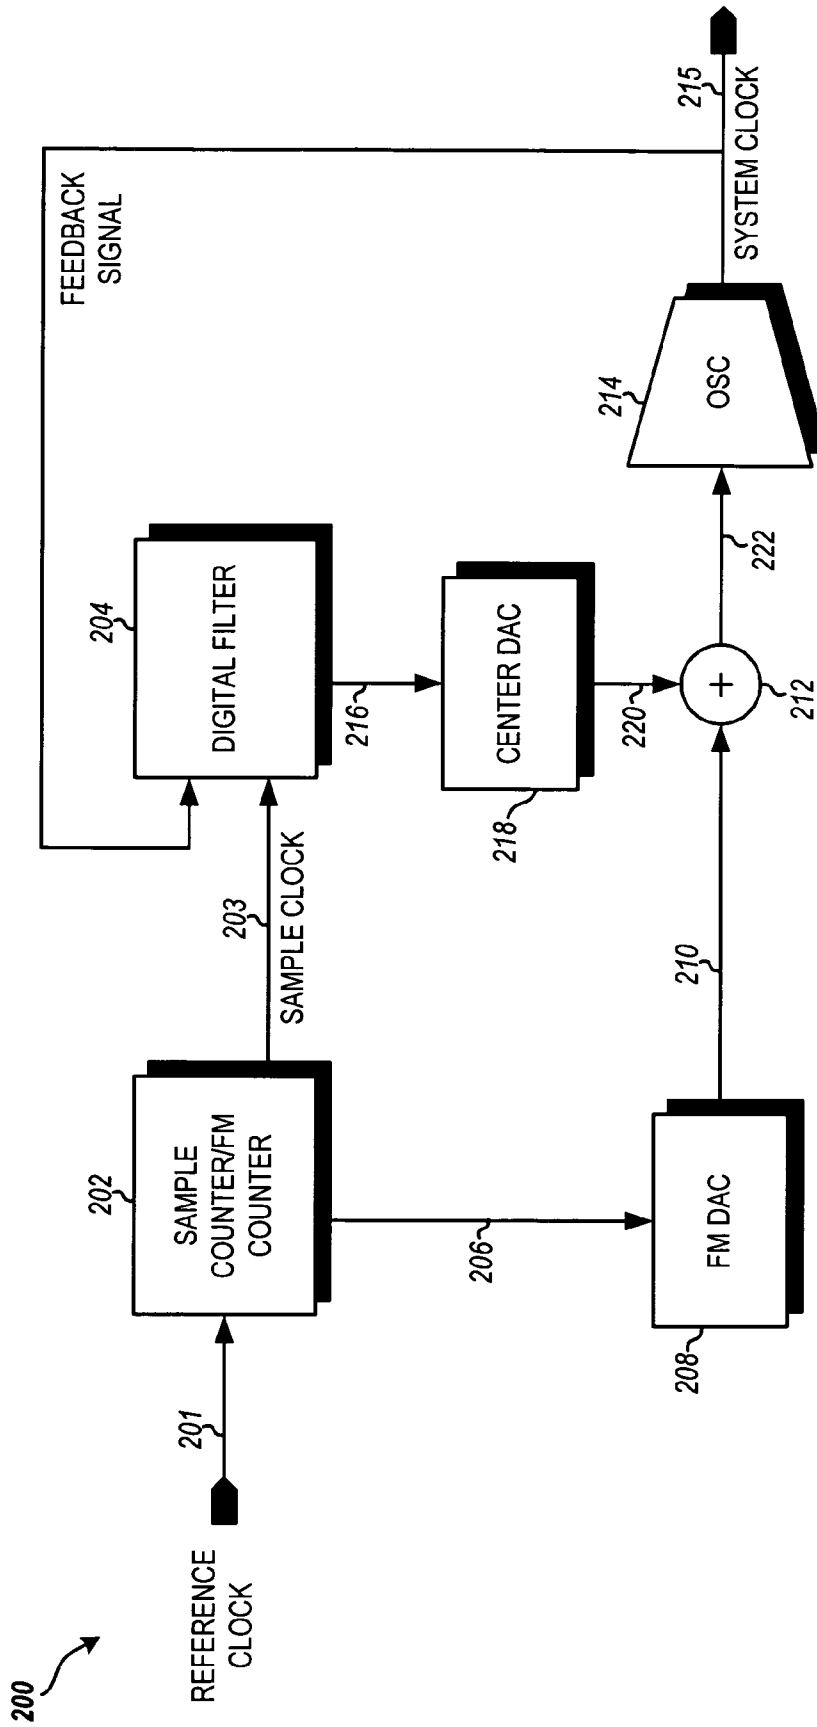 200
REFERENCE
CLOCK
201
202
SAMPLE
COUNTER/FM
COUNTER
203
SAMPLE CLOCK
204
DIGITAL FILTER
FEEDBACK
SIGNAL
206
208
FM DAC
210
216
218
CENTER DAC
220
+
212
222
214
OSC
215
SYSTEM CLOCK